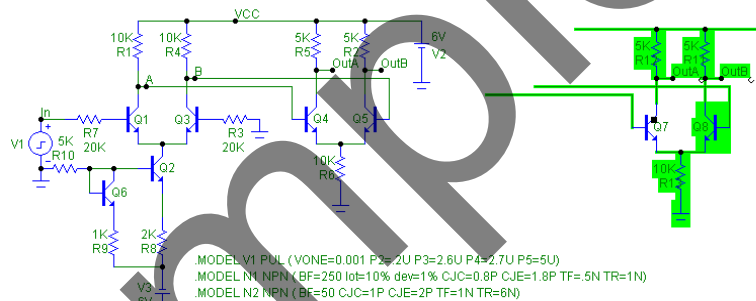 VCC
10K
R1
10K
R4
5K
R5
5K
R2
6V
V2
OutA
OutB
A
B
In
V1
R7
20K
Q1
Q3
R3
20K
Q4
Q5
10K
R6
5K
R10
Q2
Q6
1K
R9
2K
R8
V3
6V
5K
R1
5K
R1
OutA
OutB
Q7
Q8
10K
R1
.MODEL V1 PUL (VONE=0.001 P2=.2U P3=2.6U P4=2.7U P5=5U)
.MODEL N1 NPN (BF=250 lot=10% dev=1% CJC=0.8P CJE=1.8P TF=.5N TR=1N)
.MODEL N2 NPN (BF=50 CJC=1P CJE=2P TF=1N TR=6N)